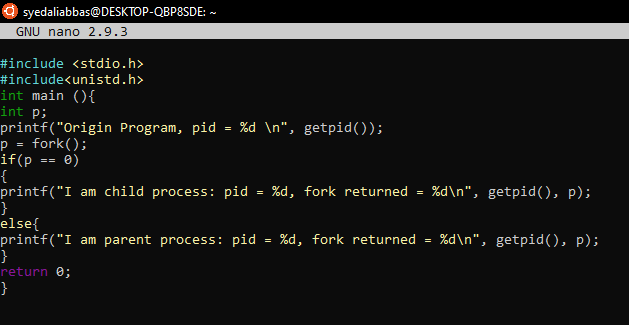 syedaliabbas@DESKTOP-QBP8SDE: ~
GNU nano 2.9.3
#include <stdio.h>
#include<unistd.h>
int main (){
int p;
printf("Origin Program, pid = %d \n", getpid());
p = fork();
if(p == 0)
{
printf("I am child process: pid = %d, fork returned = %d\n", getpid(), p);
}
else{
printf("I am parent process: pid = %d, fork returned = %d\n", getpid(), p);
}
return 0;
}